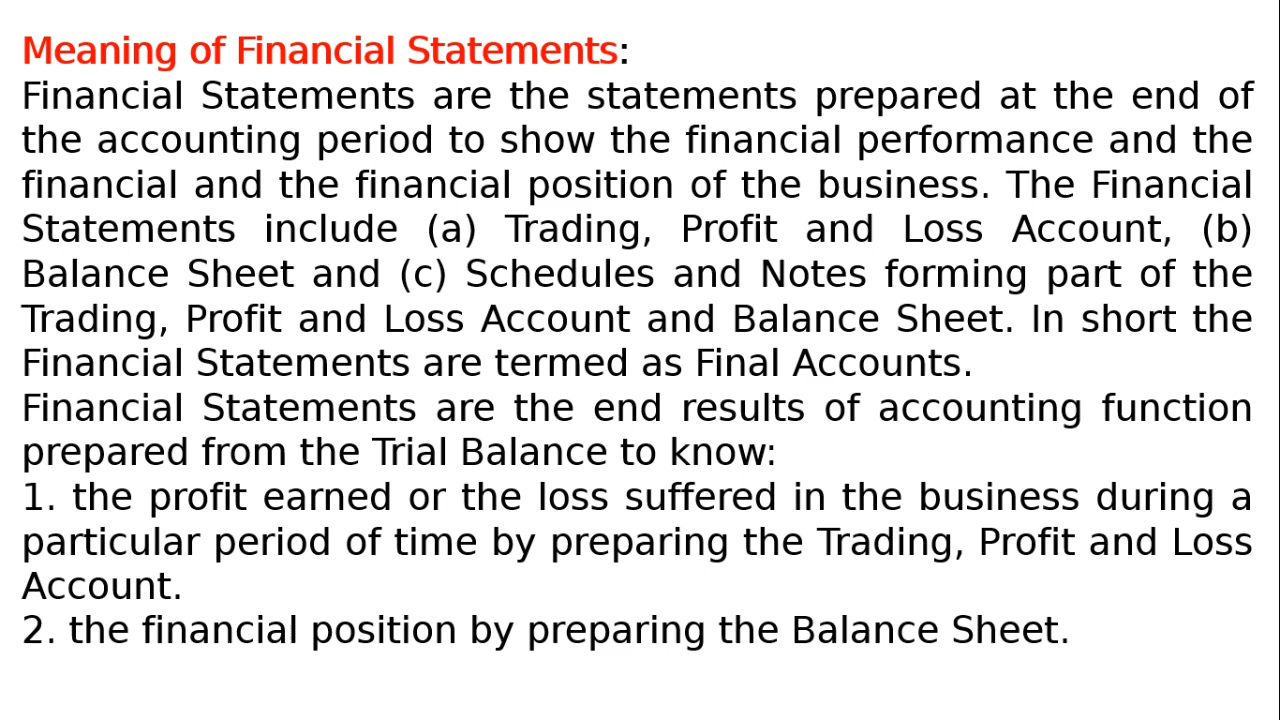 Meaning of Financial Statements:
Financial Statements are the statements prepared at the end of
the accounting period to show the financial performance and the
financial and the financial position of the business. The Financial
Statements include (a) Trading, Profit and Loss Account, (b)
Balance Sheet and (c) Schedules and Notes forming part of the
Trading, Profit and Loss Account and Balance Sheet. In short the
Financial Statements are termed as Final Accounts.
Financial Statements are the end results of accounting function
prepared from the Trial Balance to know:
1. the profit earned or the loss suffered in the business during a
particular period of time by preparing the Trading, Profit and Loss
Account.
2. the financial position by preparing the Balance Sheet.